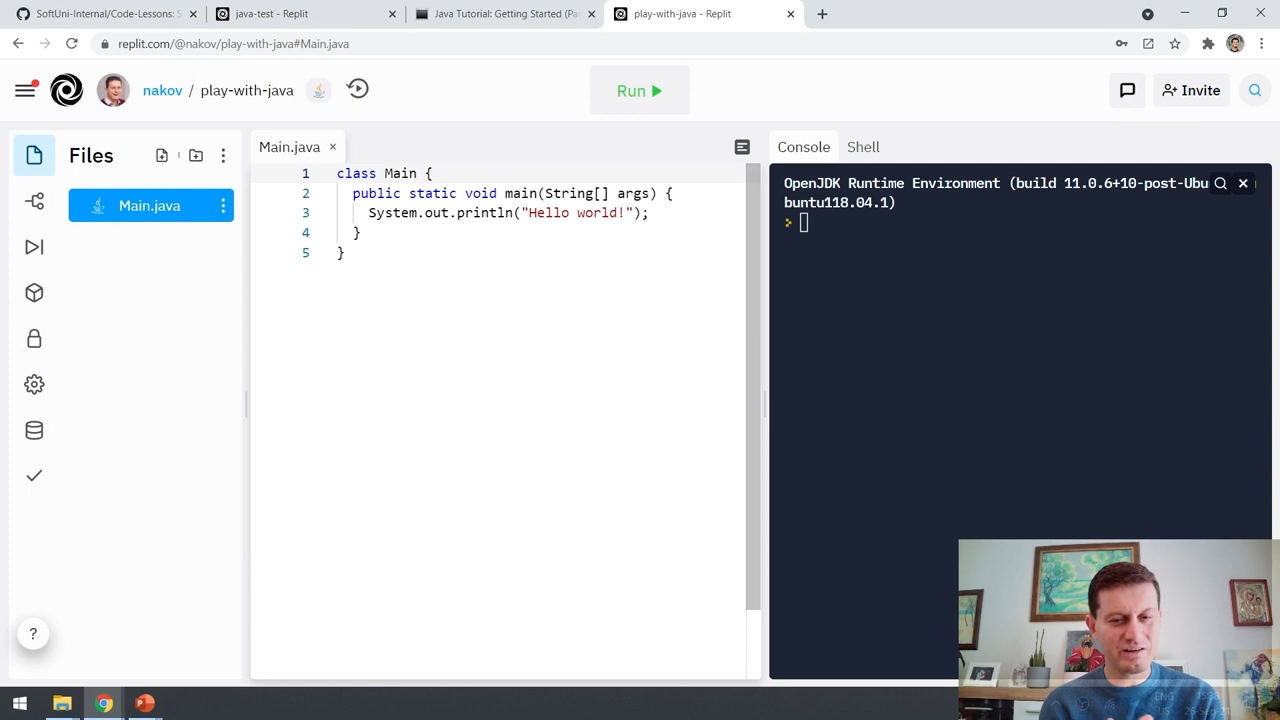 SoftUni-Internal/Code-Lessons: S
java-test - Replit
Java Tutorial: Getting Started (Pa
play-with-java - Replit
replit.com/@nakov/play-with-java#Main.java
nakov / play-with-java
Run
Invite
Files
Main.java
Main.java
Console
Shell
1 class Main {
2 public static void main(String[] args) {
3 System.out.println("Hello world!");
4 }
5 }
OpenJDK Runtime Environment (build 11.0.6+10-post-Ubu
buntu118.04.1)
>
?
ENG